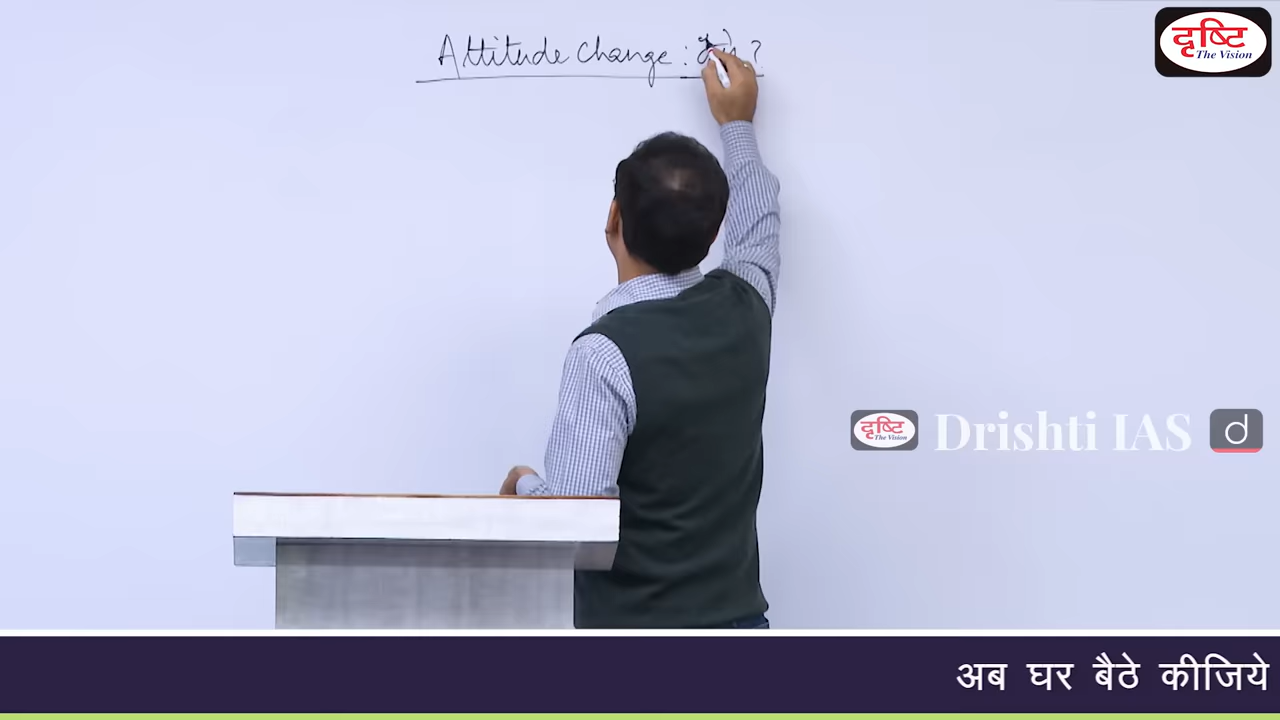 Attitude Change : ?
दृष्टि
The Vision
दृष्टि
The Vision
Drishti IAS
d
अब घर बैठे कीजिये